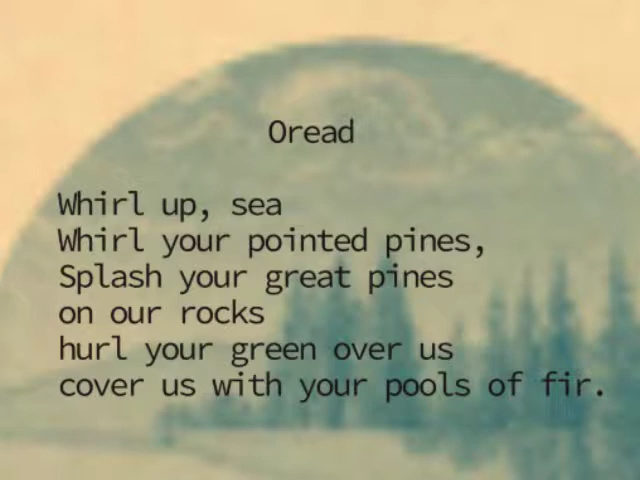 Oread
Whirl up, sea
Whirl your pointed pines,
Splash your great pines
on our rocks
hurl your green over us
cover us with your pools of fir.